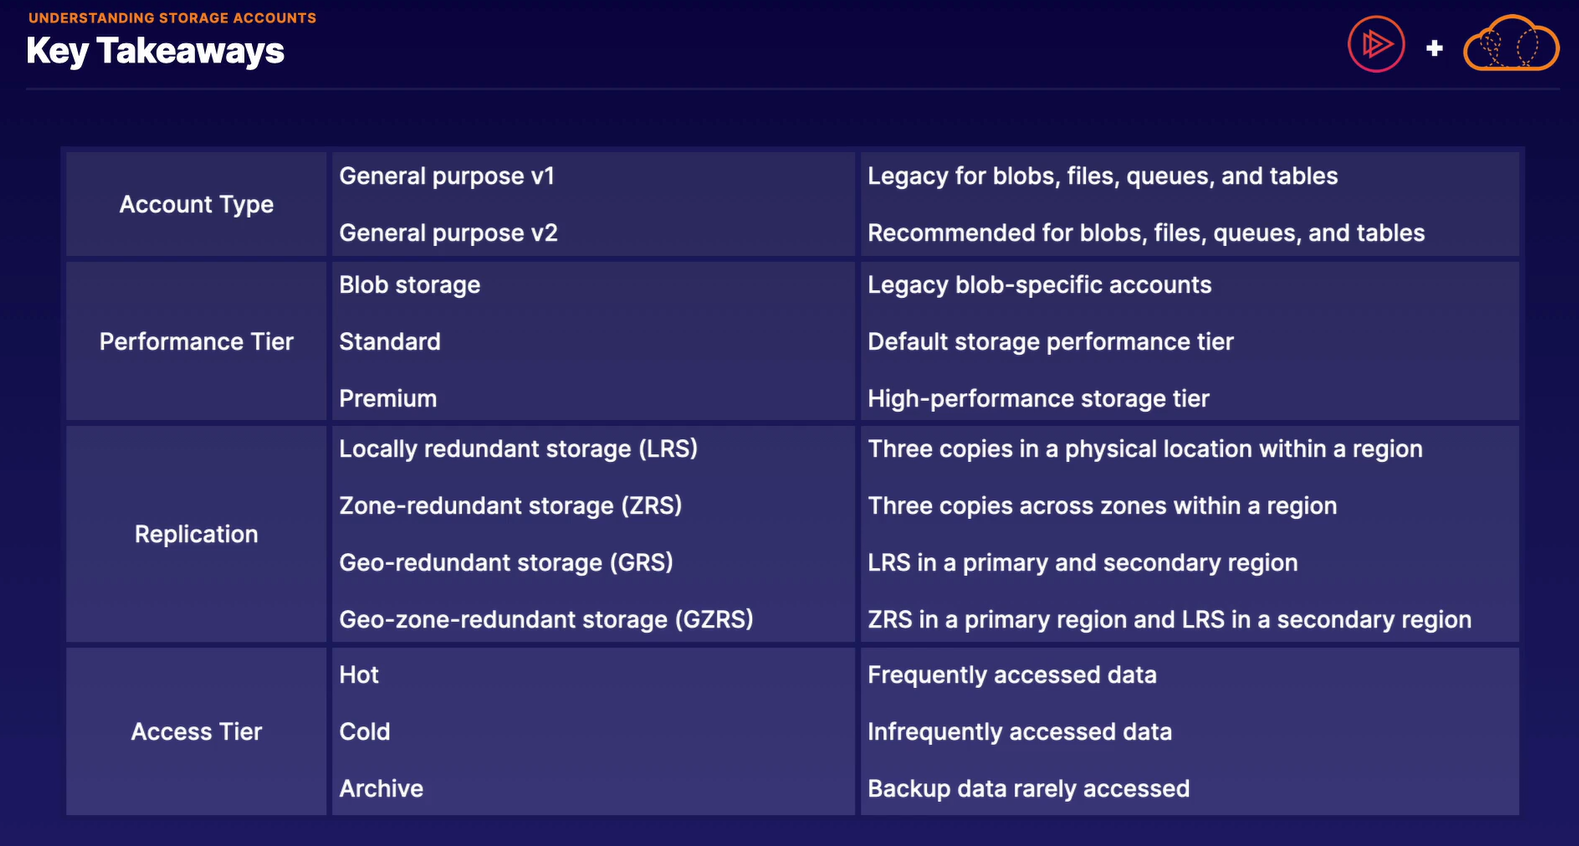 UNDERSTANDING STORAGE ACCOUNTS
Key Takeaways
Account Type
General purpose v1
Legacy for blobs, files, queues, and tables
General purpose v2
Recommended for blobs, files, queues, and tables
Performance Tier
Blob storage
Legacy blob-specific accounts
Standard
Default storage performance tier
Premium
High-performance storage tier
Replication
Locally redundant storage (LRS)
Three copies in a physical location within a region
Zone-redundant storage (ZRS)
Three copies across zones within a region
Geo-redundant storage (GRS)
LRS in a primary and secondary region
Geo-zone-redundant storage (GZRS)
ZRS in a primary region and LRS in a secondary region
Access Tier
Hot
Frequently accessed data
Cold
Infrequently accessed data
Archive
Backup data rarely accessed